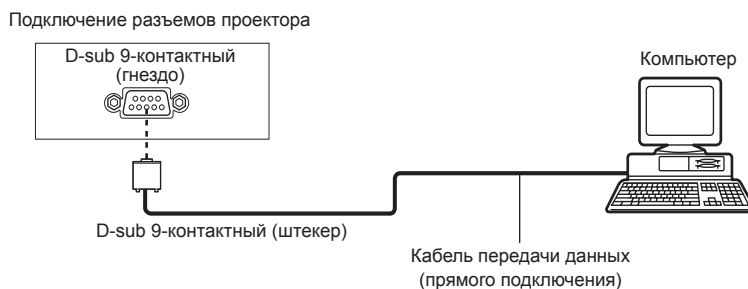 Подключение разъемов проектора
D-sub 9-контактный
(гнездо)
Компьютер
D-sub 9-контактный (штекер)
Кабель передачи данных
(прямого подключения)